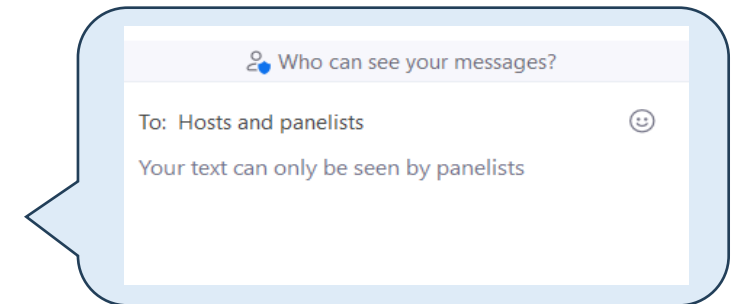 Who can see your messages?
To: Hosts and panelists
Your text can only be seen by panelists